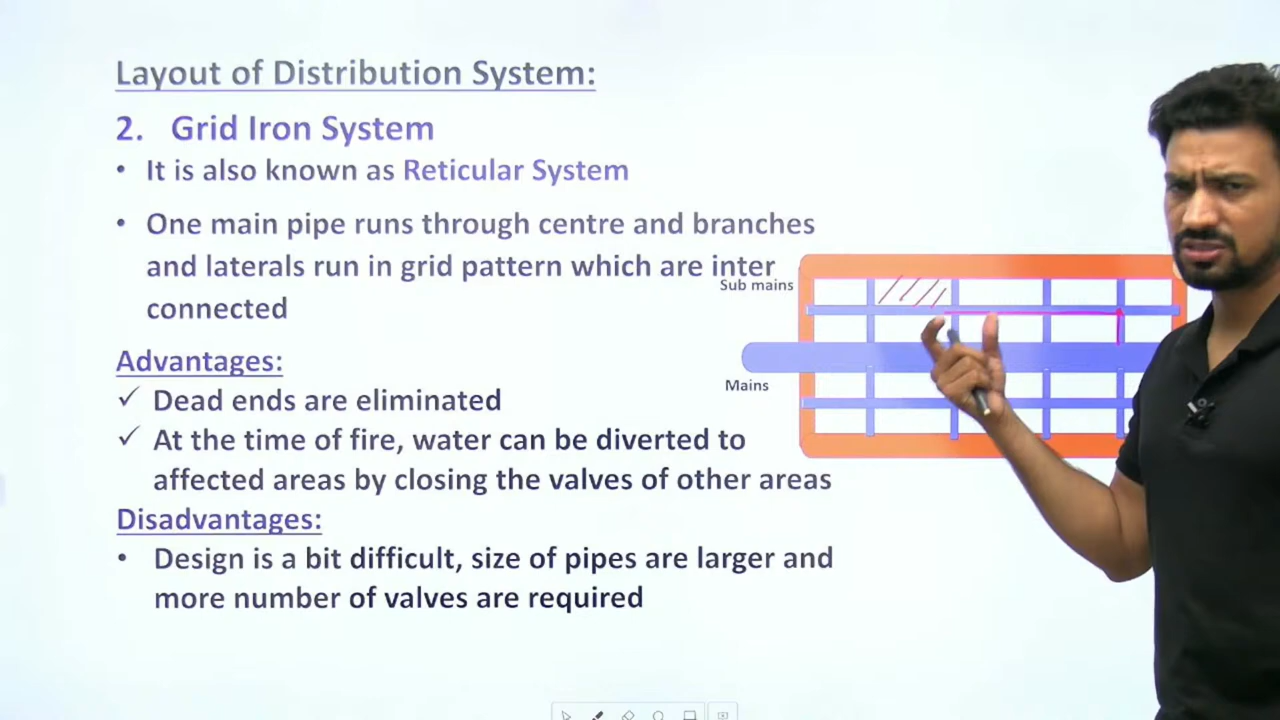 Layout of Distribution System:
2. Grid Iron System
• It is also known as Reticular System
• One main pipe runs through centre and branches
and laterals run in grid pattern which are inter
connected
Sub mains
Mains
Advantages:
✓ Dead ends are eliminated
✓ At the time of fire, water can be diverted to
affected areas by closing the valves of other areas
Disadvantages:
• Design is a bit difficult, size of pipes are larger and
more number of valves are required